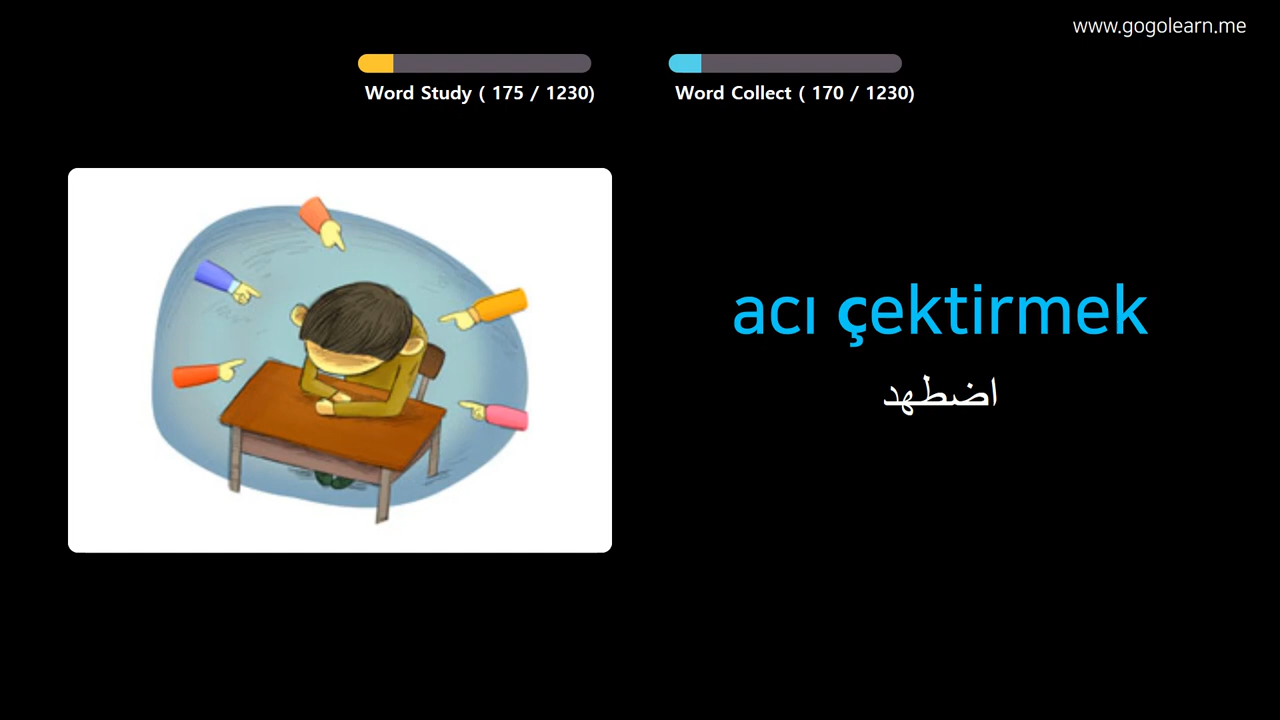 www.gogolearn.me
Word Study ( 175 / 1230)
Word Collect ( 170 / 1230)
acı çektirmek
اضطهد